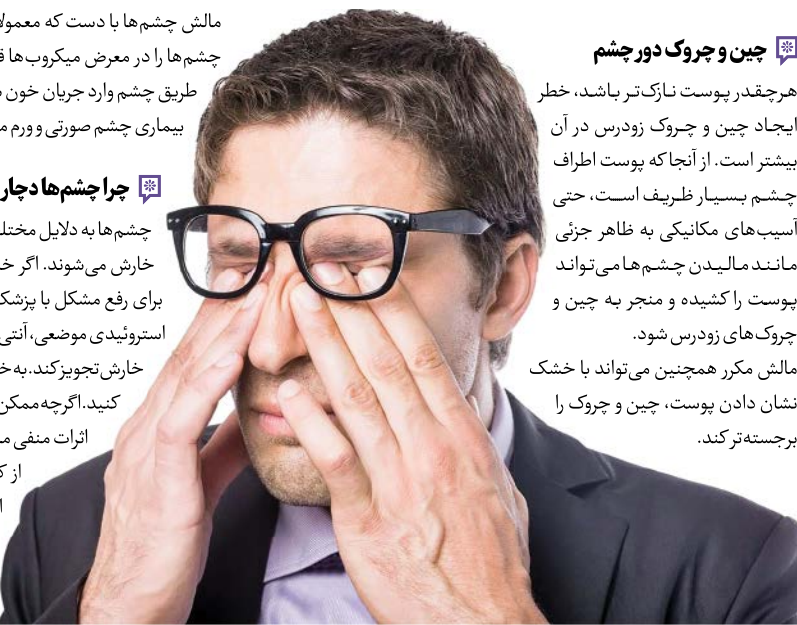 چین و چروک دور چشم
هرچقدر پوست نازک‌تر باشد، خطر
ایجاد چین و چروک زودرس در آن
بیشتر است. از آنجا که پوست اطراف
چشم بسیار ظریف است، حتی
آسیب‌های مکانیکی به ظاهر جزئی
مانند مالیدن چشم‌ها می‌تواند
پوست را کشیده و منجر به چین و
چروک‌های زودرس شود.
مالش مکرر همچنین می‌تواند با خشک
نشان دادن پوست، چین و چروک را
برجسته‌تر کند.
مالش چشم‌ها با دست که معمولا
چشم‌ها را در معرض میکروب‌ها
طریق چشم وارد جریان خون
بیماری چشم صورتی و ورم
چرا چشم‌ها دچار
چشم‌ها به دلایل
خارش می‌شوند. اگر
برای رفع مشکل با پزشک
استروئیدی موضعی، آنتی
خارش تجویز کند. به
کنید. اگرچه ممکن
اثرات منفی
از